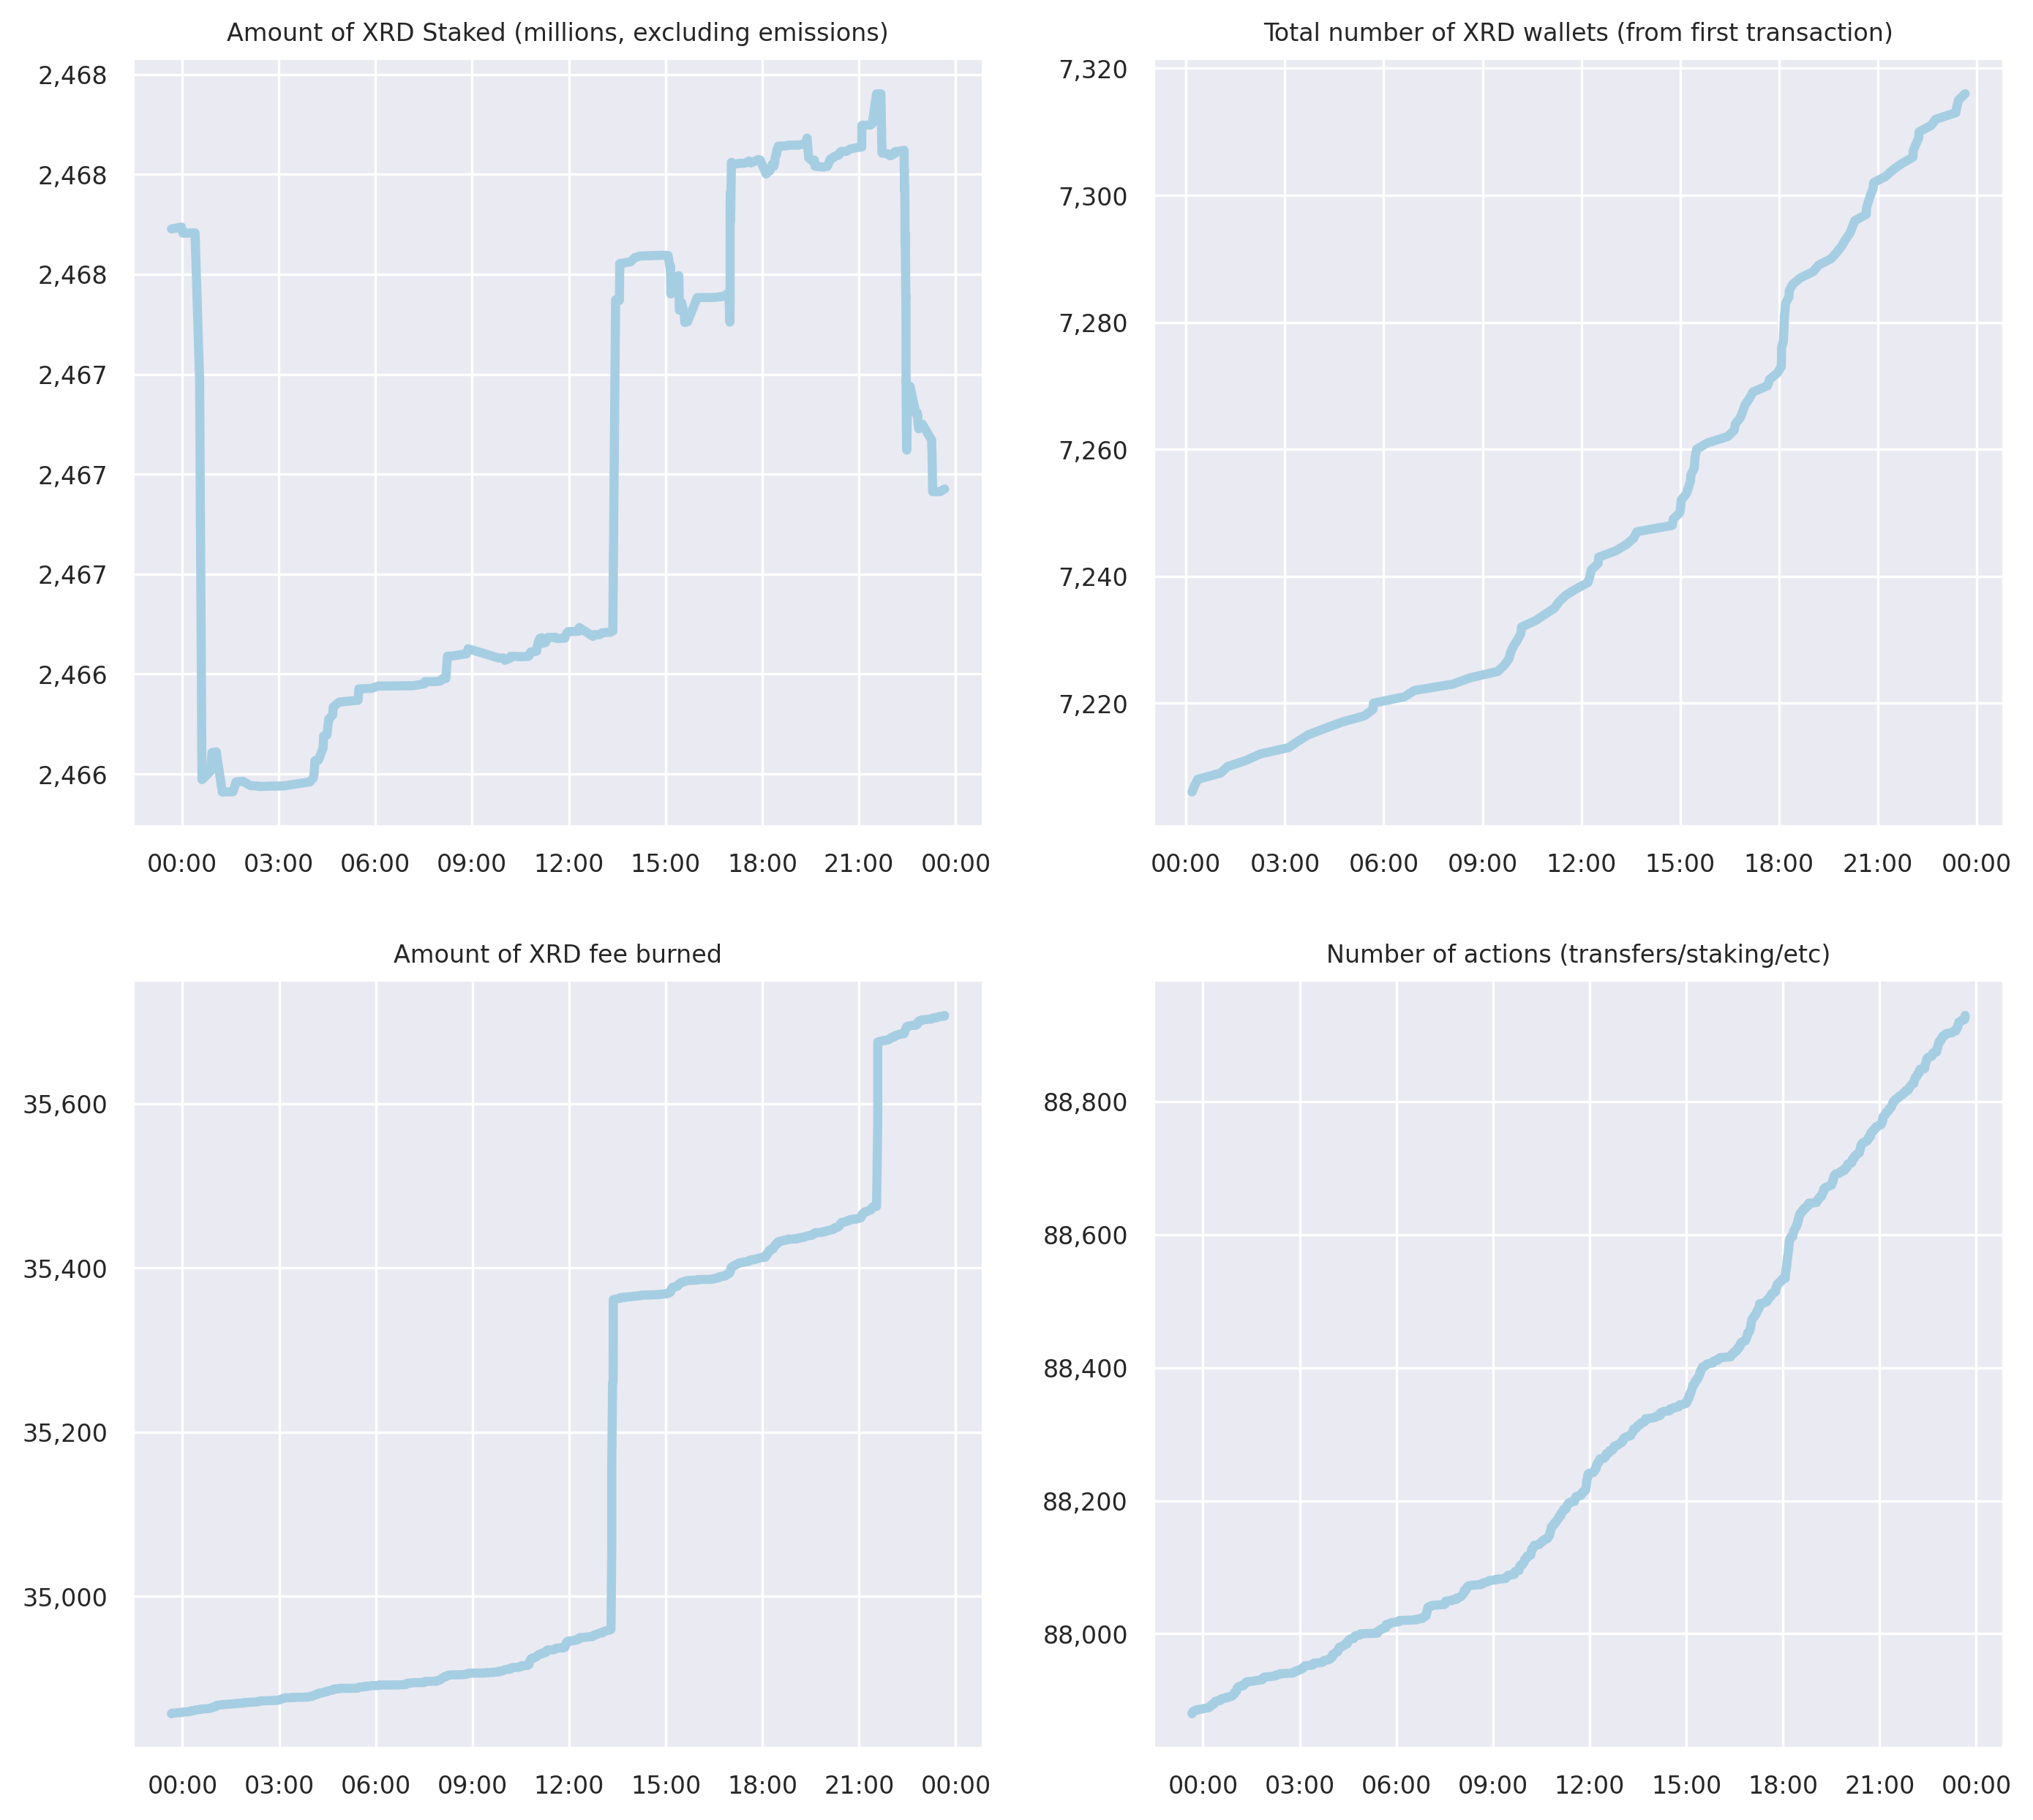 Amount of XRD Staked (millions, excluding emissions)
2,468
2,468
2,468
2,467
2,467
2,467
2,466
2,466
00:00 03:00 06:00 09:00 12:00 15:00 18:00 21:00 00:00
Total number of XRD wallets (from first transaction)
7,320
7,300
7,280
7,260
7,240
7,220
00:00 03:00 06:00 09:00 12:00 15:00 18:00 21:00 00:00
Amount of XRD fee burned
35,600
35,400
35,200
35,000
00:00 03:00 06:00 09:00 12:00 15:00 18:00 21:00 00:00
Number of actions (transfers/staking/etc)
88,800
88,600
88,400
88,200
88,000
00:00 03:00 06:00 09:00 12:00 15:00 18:00 21:00 00:00